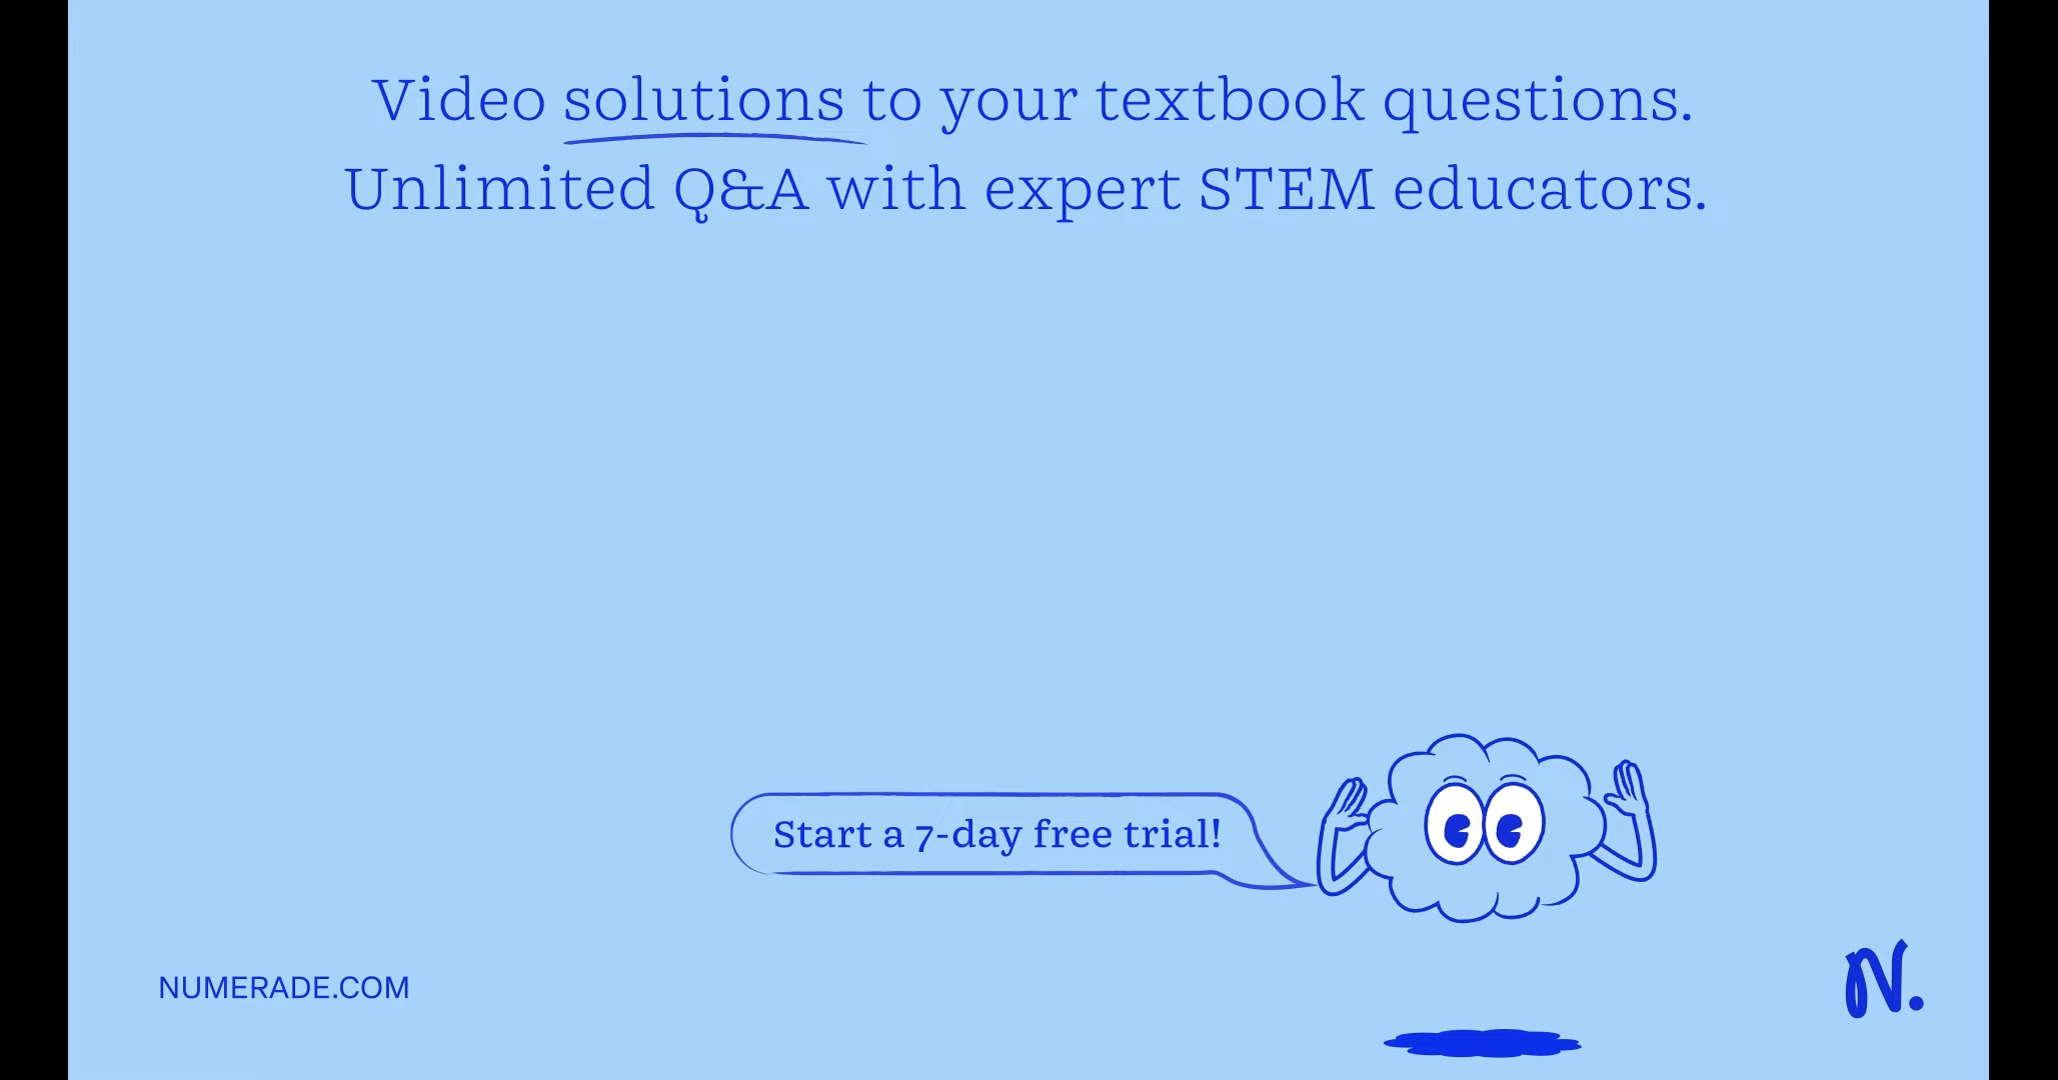 Video solutions to your textbook questions.
Unlimited Q&A with expert STEM educators.
Start a 7-day free trial!
NUMERADE.COM
N.